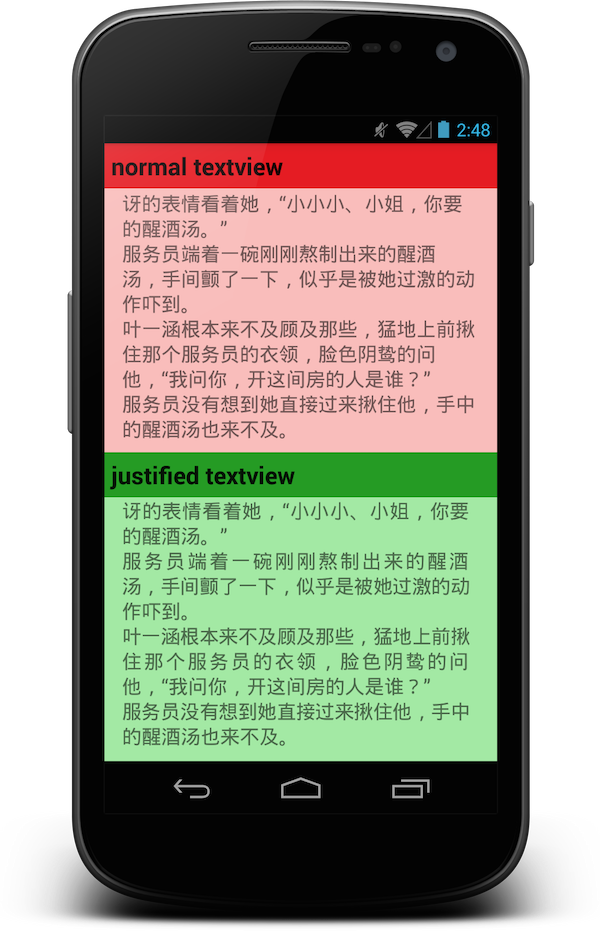 2:48
normal textview
讶的表情看着她，“小小小、小姐，你要
的醒酒汤。”
服务员端着一碗刚刚熬制出来的醒酒
汤，手间颤了一下，似乎是被她过激的动
作吓到。
叶一涵根本来不及顾及那些，猛地上前揪
住那个服务员的衣领，脸色阴鸷的问
他，“我问你，开这间房的人是谁？”
服务员没有想到她直接过来揪住他，手中
的醒酒汤也来不及。
justified textview
讶的表情看着她，“小小小、小姐，你要
的醒酒汤。”
服务员端着一碗刚刚熬制出来的醒酒
汤，手间颤了一下，似乎是被她过激的动
作吓到。
叶一涵根本来不及顾及那些，猛地上前揪
住那个服务员的衣领，脸色阴鸷的问
他，“我问你，开这间房的人是谁？”
服务员没有想到她直接过来揪住他，手中
的醒酒汤也来不及。